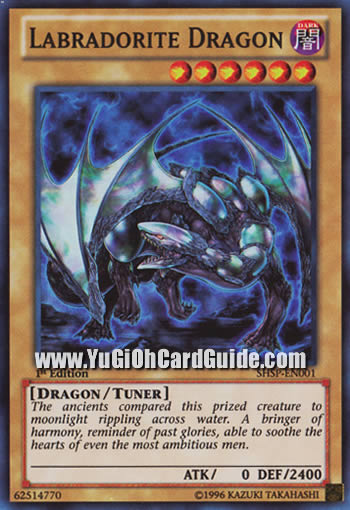 LABRADORITE DRAGON
DARK
闇
www.YuGiOhCardGuide.com
1st Edition
SHSP-EN001
[DRAGON/TUNER]
The ancients compared this prized creature to
moonlight rippling across water. A bringer of
harmony, reminder of past glories, able to soothe the
hearts of even the most ambitious men.
ATK/ 0 DEF/2400
62514770
©1996 KAZUKI TAKAHASHI